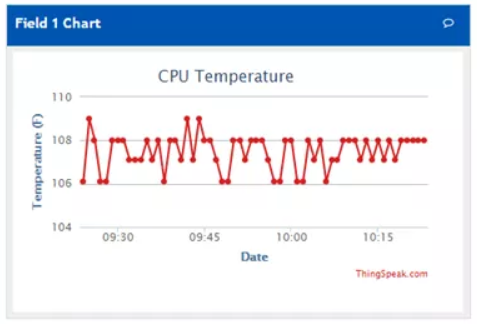 Field 1 Chart
CPU Temperature
Temperature (F)
110
108
106
104
09:30 09:45 10:00 10:15
Date
ThingSpeak.com